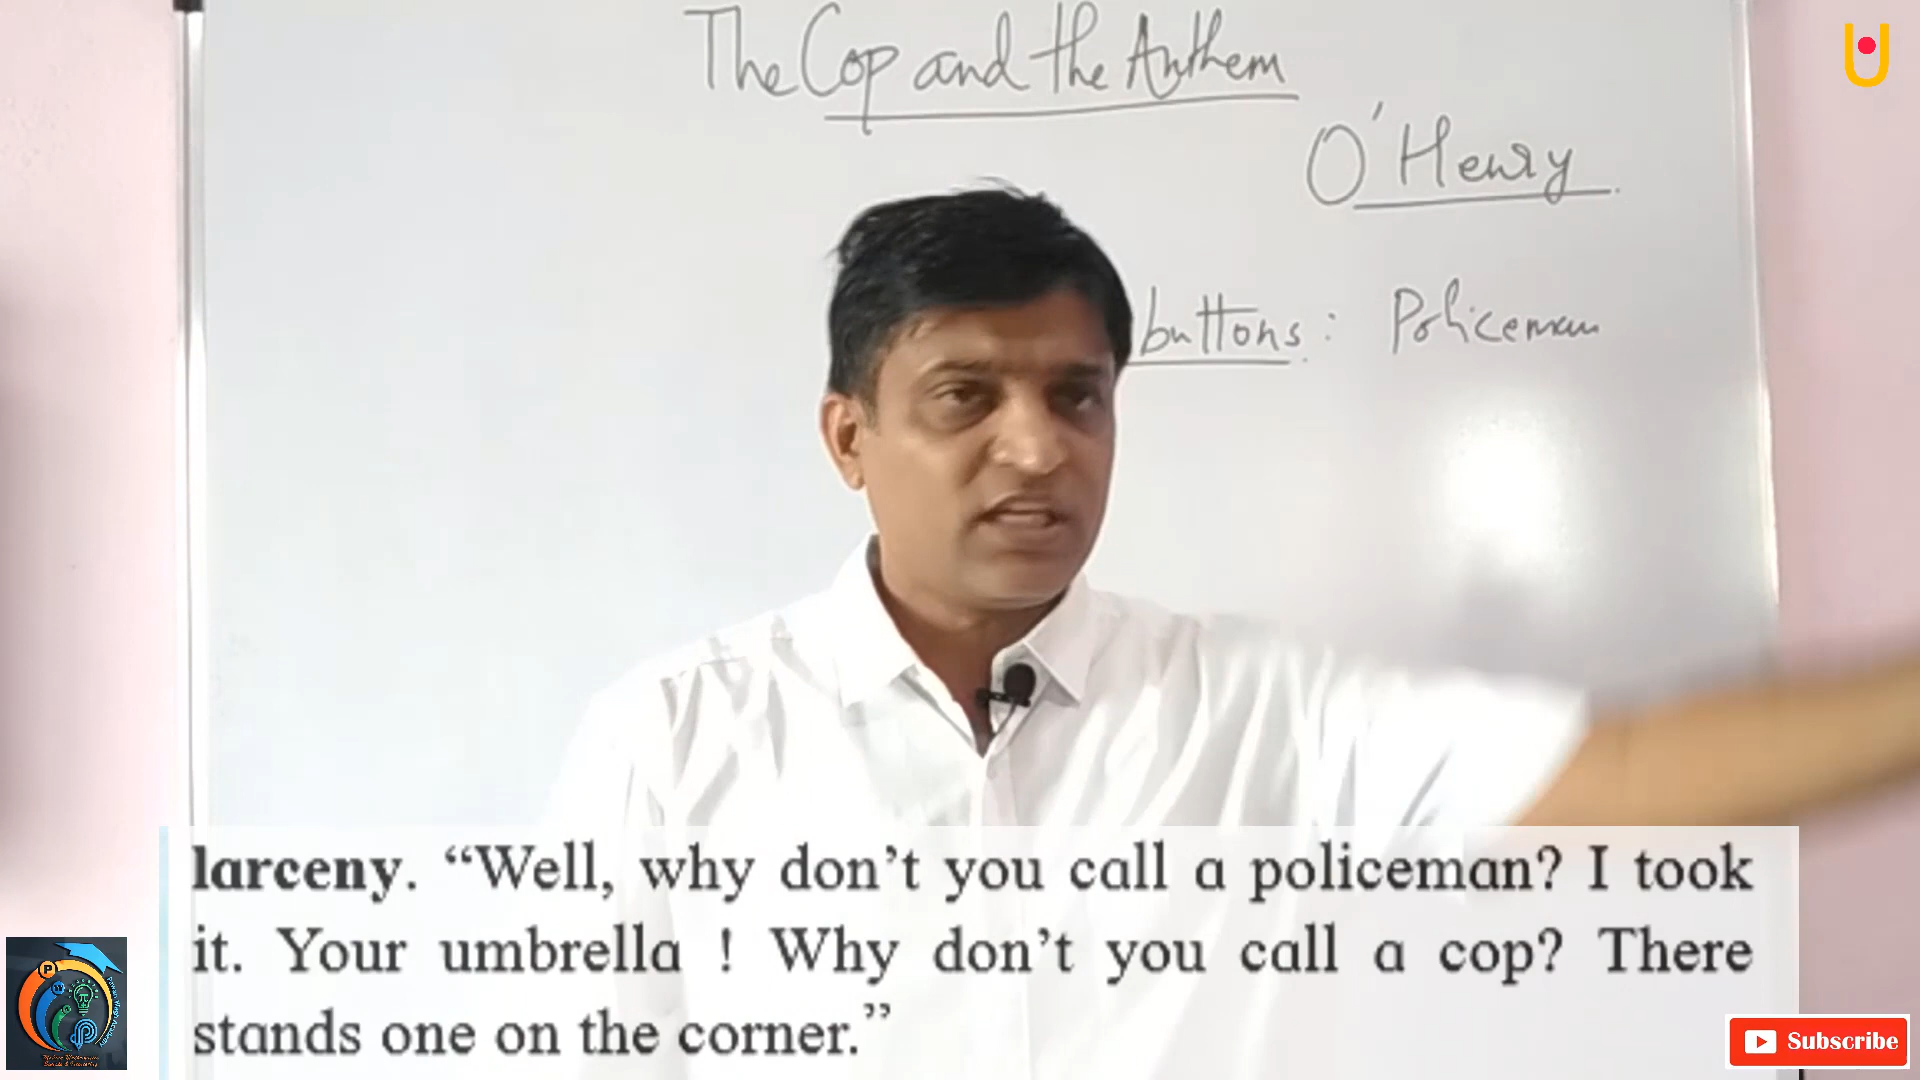 The Cop and the Anthem
O'Henry
buttons : Policeman
larceny. “Well, why don’t you call a policeman? I took
it. Your umbrella ! Why don’t you call a cop? There
stands one on the corner.”
Subscribe